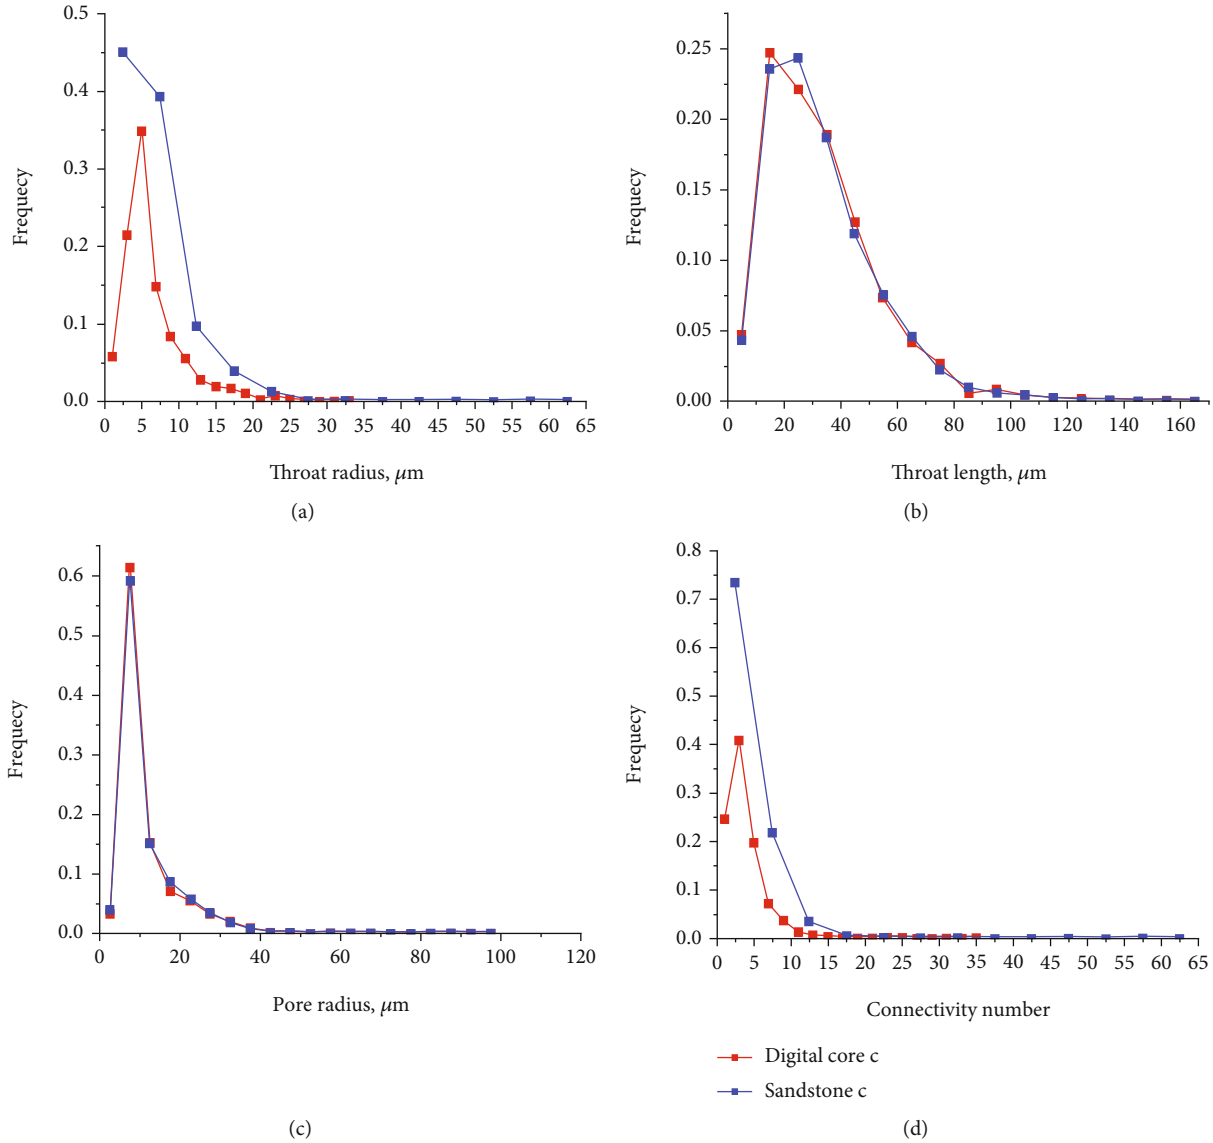 0.5
0.4
0.3
0.2
0.1
0.0
Frequecy
0 5 10 15 20 25 30 35 40 45 50 55 60 65
Throat radius, μm
(a)
0.25
0.20
0.15
0.10
0.05
0.00
Frequecy
0 20 40 60 80 100 120 140 160
Throat length, μm
(b)
0.6
0.5
0.4
0.3
0.2
0.1
0.0
Frequecy
0 20 40 60 80 100 120
Pore radius, μm
(c)
0.8
0.7
0.6
0.5
0.4
0.3
0.2
0.1
0.0
Frequecy
0 5 10 15 20 25 30 35 40 45 50 55 60 65
Connectivity number
Digital core c
Sandstone c
(d)